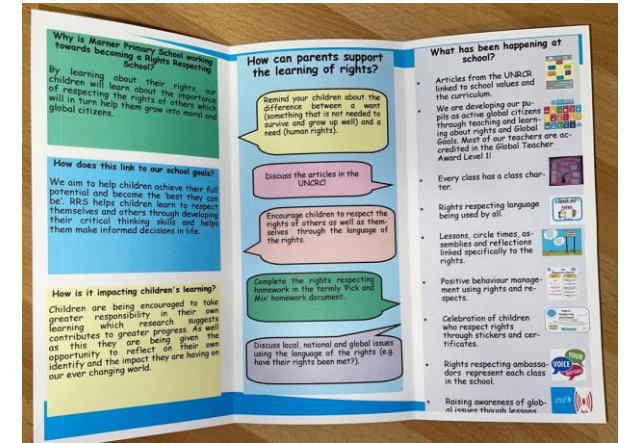 Why is Marner Primary School working
towards becoming a Rights Respecting
School?
By learning about their rights, our
children will learn about the importance
of respecting the rights of others which
will in turn help them grow into moral and
global citizens.
How does this link to our school goals?
We aim to help children achieve their full
potential and become the 'best they can
be'. RRS helps children learn to respect
themselves and others through developing
their critical thinking skills and helps
them make informed decisions in life.
How is it impacting children's learning?
Children are being encouraged to take
greater responsibility in their own
learning which research suggests
contributes to greater progress. As well
as this they are being given the
opportunity to reflect on their own
identify and the impact they are having on
our ever changing world.
How can parents support
the learning of rights?
Remind your children about the
difference between a want
(something that is not needed to
survive and grow up well) and a
need (human rights).
Discuss the articles in the
UNCRC!
Encourage children to respect the
rights of others as well as them-
selves through the language of
the rights.
Complete the rights respecting
homework in the termly 'Pick and
Mix' homework document.
Discuss local, national and global issues
using the language of the rights (e.g.
have their rights been met?).
What has been happening at
school?
Articles from the UNRCR
linked to school values and
the curriculum.
We are developing our pu-
pils as active global citizens
through teaching and learn-
ing about rights and Global
Goals. Most of our teachers are ac-
credited in the Global Teacher
Award Level 1!
Every class has a class char-
ter.
Rights respecting language
being used by all.
Lessons, circle times, as-
semblies and reflections
linked specifically to the
rights.
Positive behaviour manage-
ment using rights and re-
spects.
Celebration of children
who respect rights
through stickers and cer-
tificates.
Rights respecting ambassa-
dors represent each class
in the school.
YOUR
VOICE
MATTERS
Raising awareness of glob-
al issues though lessons